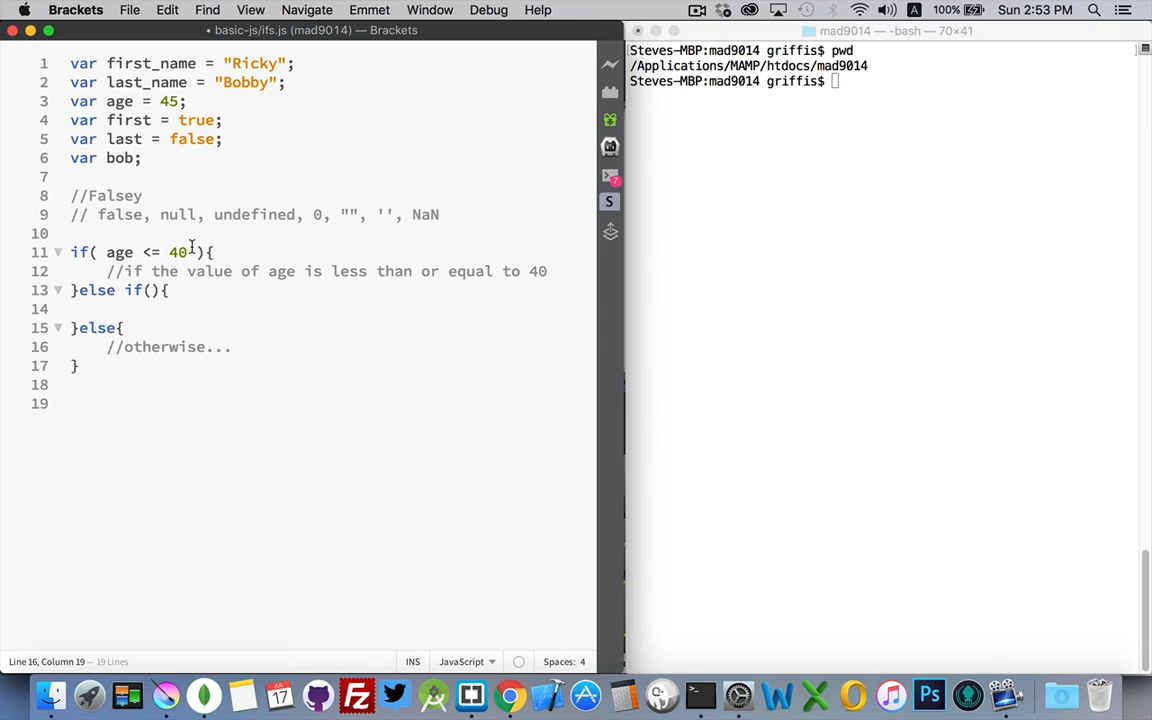 Brackets File Edit Find View Navigate Emmet Window Debug Help A 100% Sun 2:53 PM
• basic-js/ifs.js (mad9014) — Brackets
mad9014 — -bash — 70×41
1 var first_name = "Ricky";
2 var last_name = "Bobby";
3 var age = 45;
4 var first = true;
5 var last = false;
6 var bob;
7
8 //Falsey
9 // false, null, undefined, 0, "", '', NaN
10
11 if( age <= 40 ){
12 //if the value of age is less than or equal to 40
13 }else if(){
14
15 }else{
16 //otherwise...
17 }
18
19
7
S
Steves-MBP:mad9014 griffis$ pwd
/Applications/MAMP/htdocs/mad9014
Steves-MBP:mad9014 griffis$
Line 16, Column 19 — 19 Lines INS JavaScript Spaces: 4
JUL
17
Fz
W
X
Ps